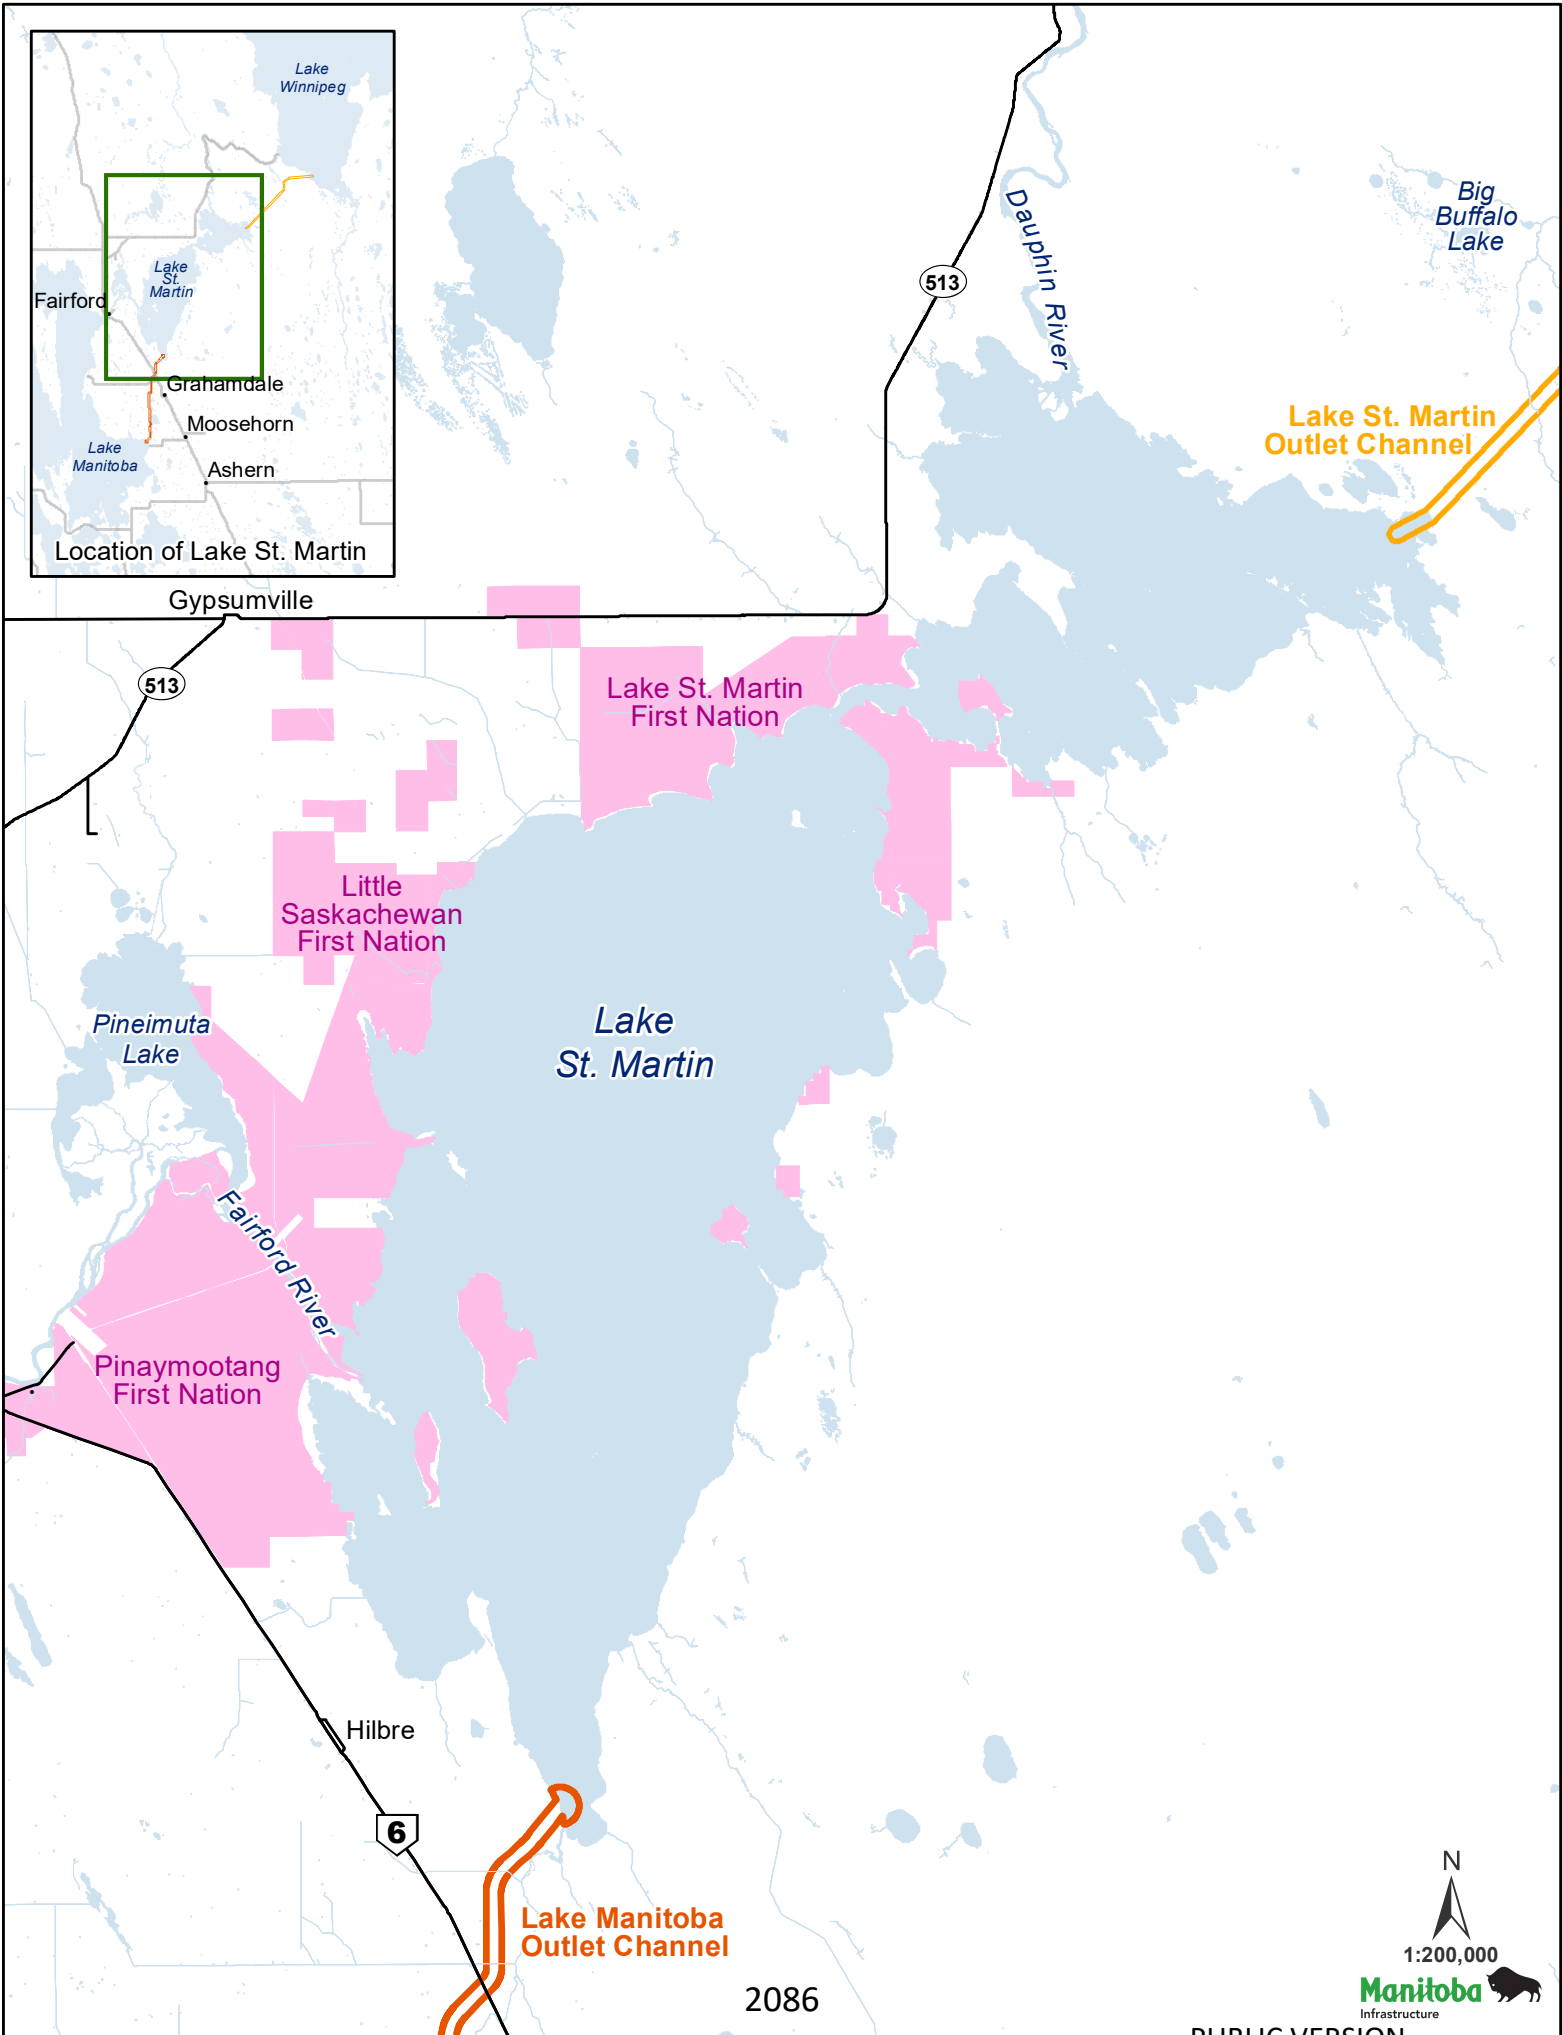 Lake
Winnipeg
Lake
St.
Martin
Fairford
Grahamdale
Moosehorn
Lake
Manitoba
Ashern
Location of Lake St. Martin
Big
Buffalo
Lake
Dauphin River
513
Lake St. Martin
Outlet Channel
Gypsumville
513
Lake St. Martin
First Nation
Little
Saskachewan
First Nation
Pineimuta
Lake
Lake
St. Martin
Fairford River
Pinaymootang
First Nation
Hilbre
6
Lake Manitoba
Outlet Channel
N
1:200,000
Manitoba
Infrastructure
2086
PUBLIC VERSION